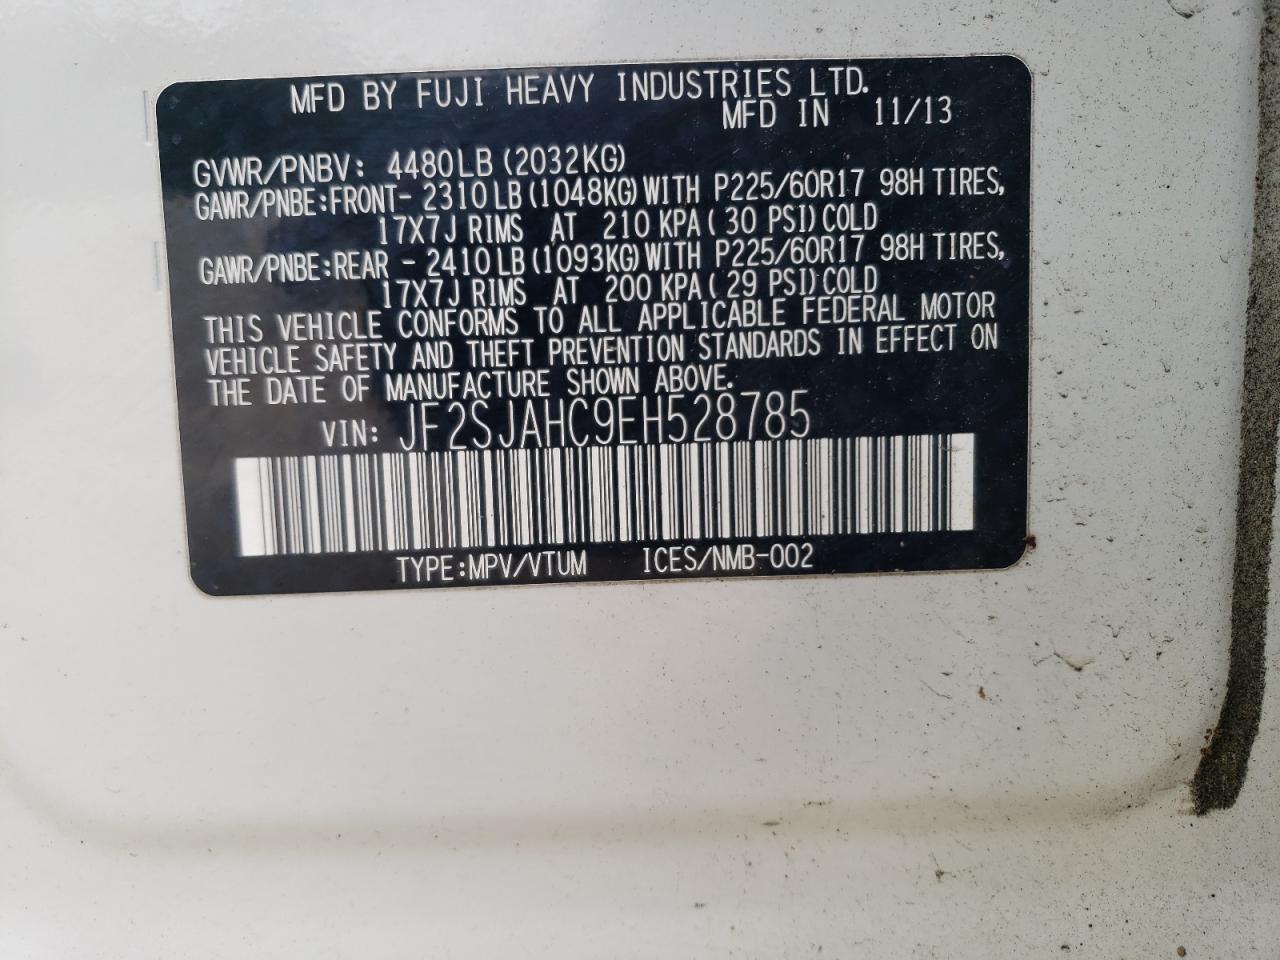 MFD BY FUJI HEAVY INDUSTRIES LTD.
MFD IN 11/13
GVWR/PNBV: 4480LB(2032KG)
GAWR/PNBE:FRONT- 2310LB(1048KG)WITH P225/60R17 98H TIRES,
17X7J RIMS AT 210 KPA( 30 PSI)COLD
GAWR/PNBE:REAR - 2410LB(1093KG)WITH P225/60R17 98H TIRES,
17X7J RIMS AT 200 KPA( 29 PSI)COLD
THIS VEHICLE CONFORMS TO ALL APPLICABLE FEDERAL MOTOR
VEHICLE SAFETY AND THEFT PREVENTION STANDARDS IN EFFECT ON
THE DATE OF MANUFACTURE SHOWN ABOVE.
VIN: JF2SJAHC9EH528785
TYPE:MPV/VTUM ICES/NMB-002